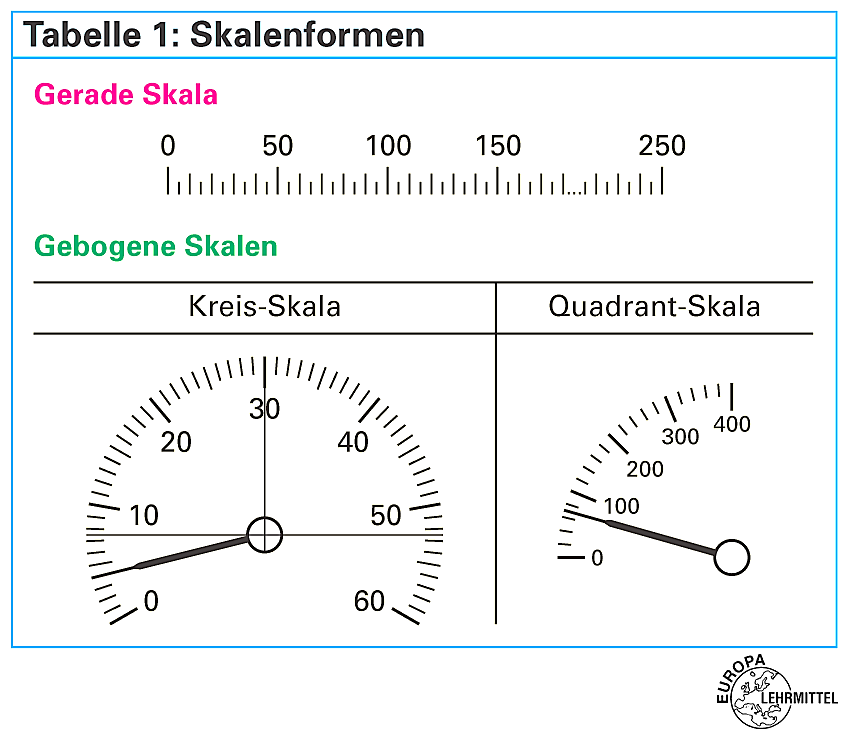 Tabelle 1: Skalenformen
Gerade Skala
0 50 100 150 250
Gebogene Skalen
Kreis-Skala Quadrant-Skala
0 10 20 30 40 50 60
0 100 200 300 400
EUROPA
LEHRMITTEL